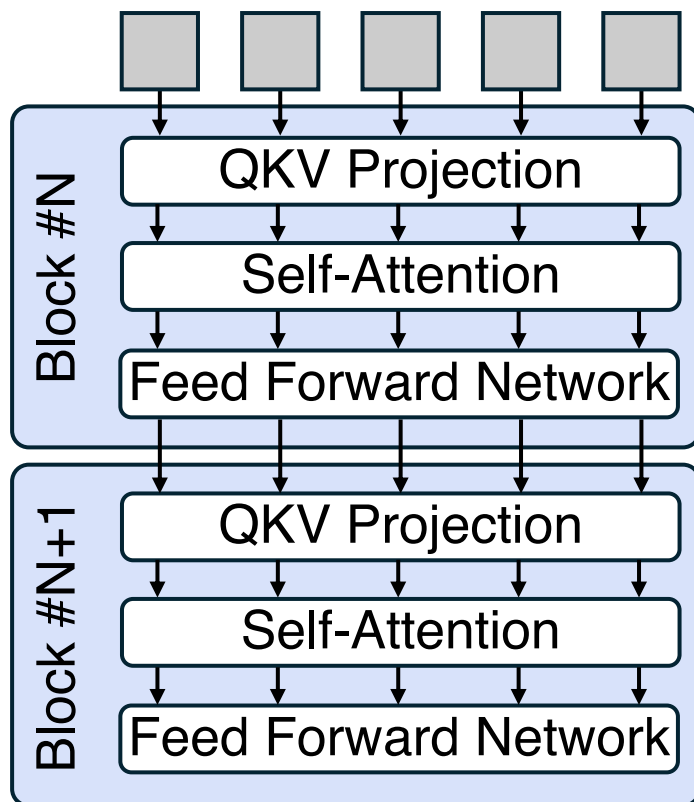 Block #N
QKV Projection
Self-Attention
Feed Forward Network
Block #N+1
QKV Projection
Self-Attention
Feed Forward Network